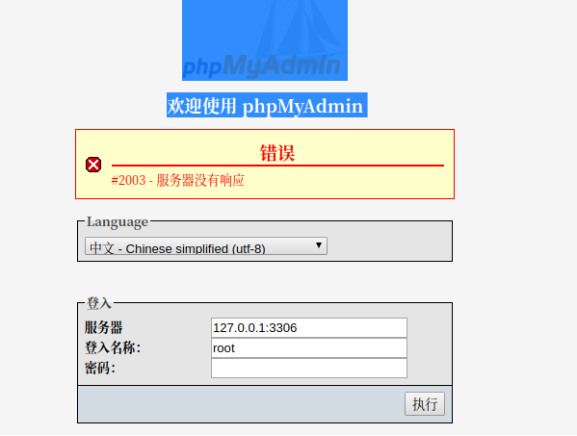 phpMyAdmin
欢迎使用 phpMyAdmin
错误
#2003 - 服务器没有响应
Language
中文 - Chinese simplified (utf-8)
登入
服务器 127.0.0.1:3306
登入名称: root
密码:
执行